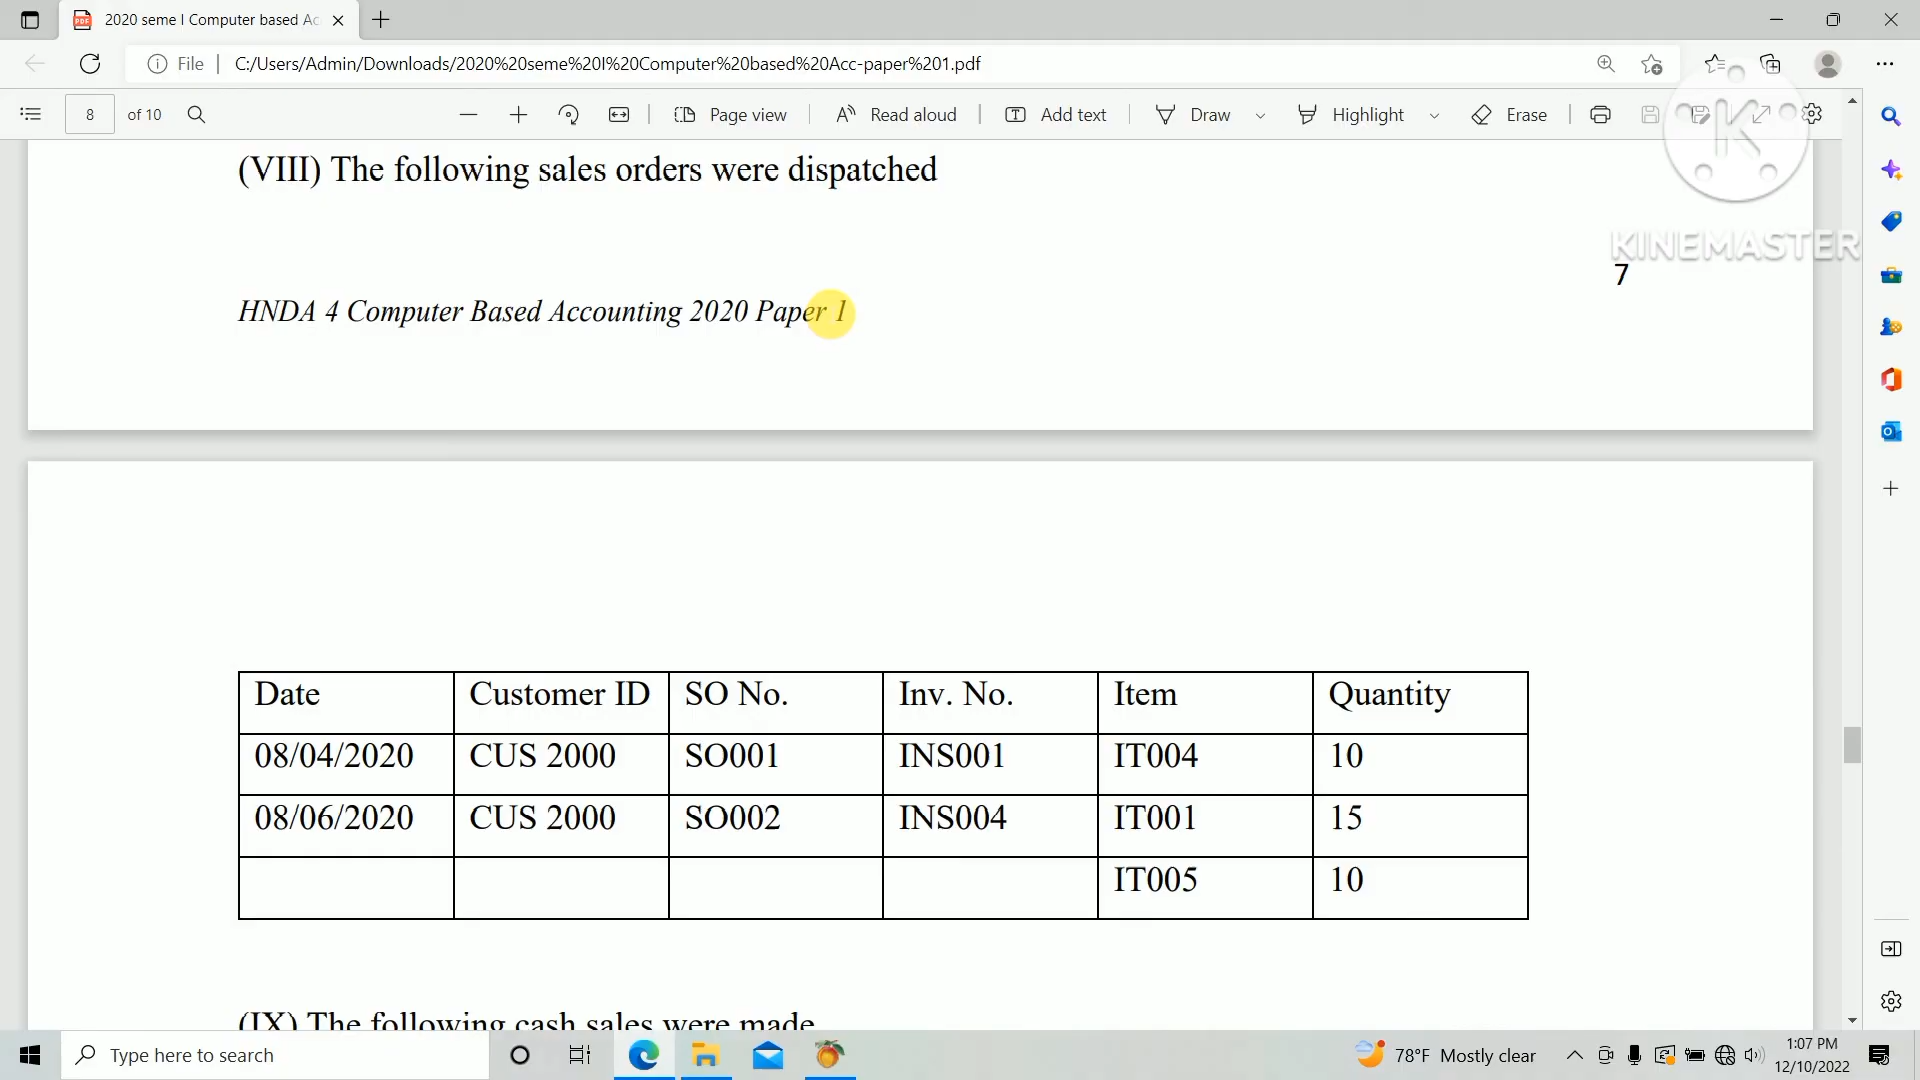 2020 seme I Computer based Ac
File
C:/Users/Admin/Downloads/2020%20seme%20I%20Computer%20based%20Acc-paper%201.pdf
8 of 10 Page view Read aloud Add text Draw Highlight Erase
K
KINEMASTER
(VIII) The following sales orders were dispatched
7
HNDA 4 Computer Based Accounting 2020 Paper 1
Date Customer ID SO No. Inv. No. Item Quantity
08/04/2020 CUS 2000 SO001 INS001 IT004 10
08/06/2020 CUS 2000 SO002 INS004 IT001 15
IT005 10
(IX) The following cash sales were made
Type here to search
78°F Mostly clear
1:07 PM
12/10/2022